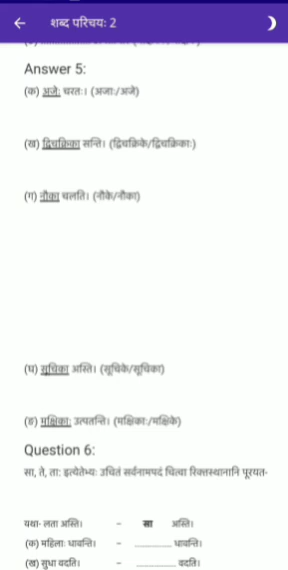 शब्द परिचय: 2
Answer 5:
(क) अजे: चरत:। (अजा:/अजे)
(ख) द्विचक्रिका सन्ति। (द्विचक्रिके/द्विचक्रिका:)
(ग) नौका चलति। (नौके/नौका)
(घ) सूचिका अस्ति। (सूचिके/सूचिका)
(ङ) मक्षिका: उत्पतन्ति। (मक्षिका:/मक्षिके)
Question 6:
सा, ते, ता: इत्येतेभ्य: उचितं सर्वनामपदं चित्वा रिक्तस्थानानि पूरयत-
यथा- लता अस्ति। - सा अस्ति।
(क) महिला: धावन्ति। - ________ धावन्ति।
(ख) सुधा वदति। - ________ वदति।